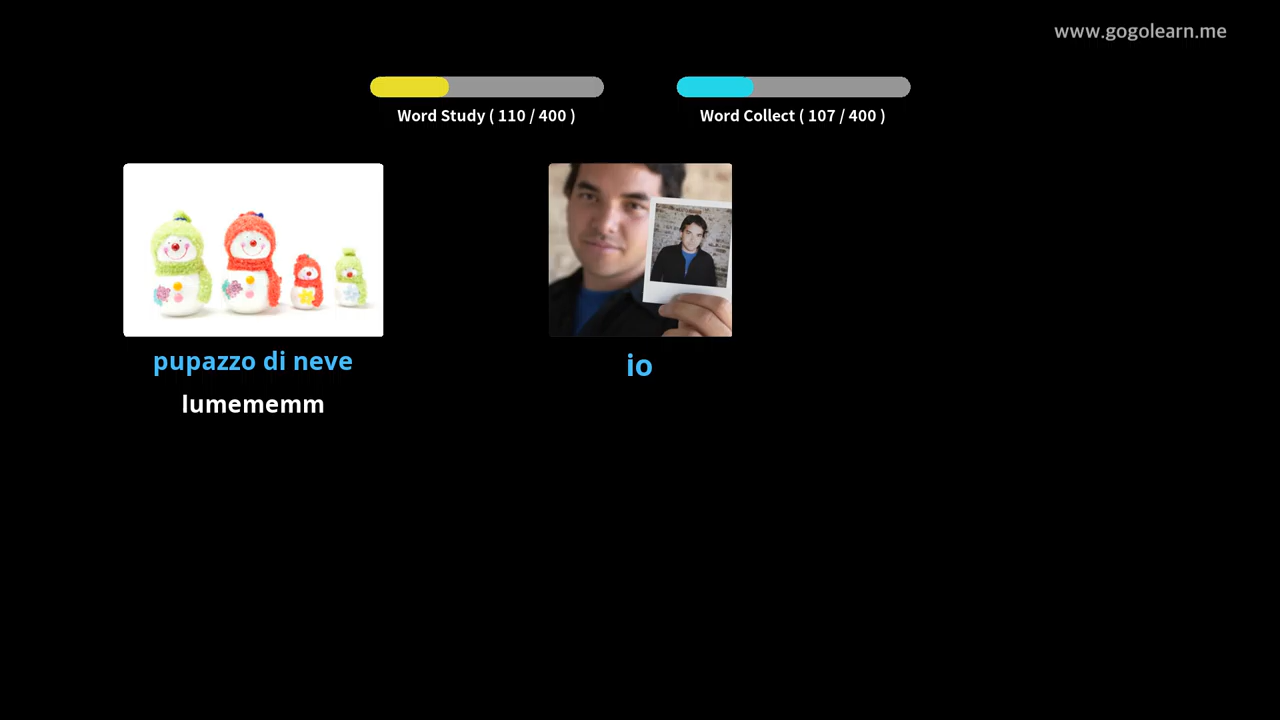 www.gogolearn.me
Word Study ( 110 / 400 )
Word Collect ( 107 / 400 )
pupazzo di neve
lumememm
io